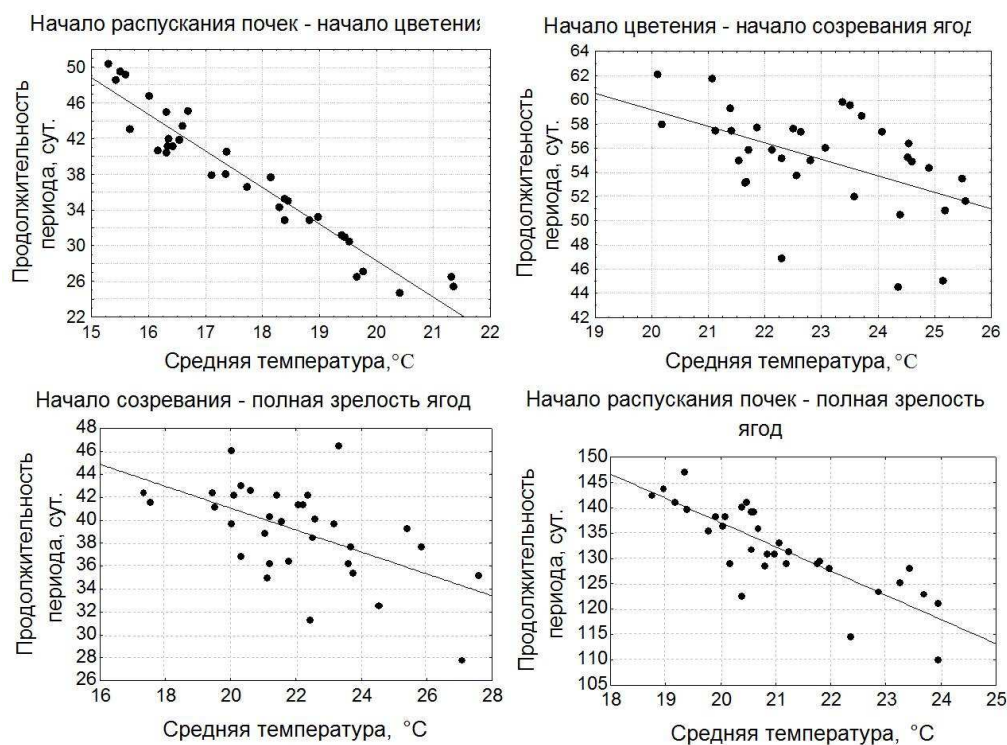 Начало распускания почек - начало цветения
Продолжительность
периода, сут.
50
46
42
38
34
30
26
22
15 16 17 18 19 20 21 22
Средняя температура,°C
Начало цветения - начало созревания ягод
Продолжитеьность
периода, сут.
64
62
60
58
56
54
52
50
48
46
44
42
19 20 21 22 23 24 25 26
Средняя температура,°C
Начало созревания - полная зрелость ягод
Продолжительность
периода, сут.
48
46
44
42
40
38
36
34
32
30
28
26
16 18 20 22 24 26 28
Средняя температура, °C
Начало распускания почек - полная зрелость
ягод
Продолжительность
периода, сут.
150
145
140
135
130
125
120
115
110
105
18 19 20 21 22 23 24 25
Средняя температура, °C